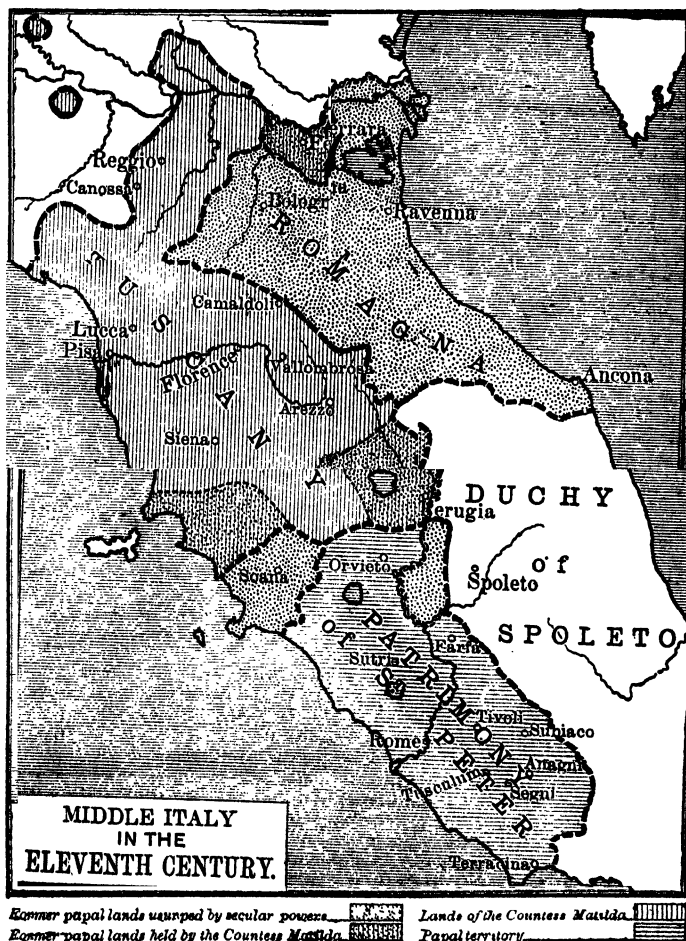 Ferrara
Reggio
Canossa
Bologna
Ravenna
ROMAGNA
TUSCANY
Camaldoli
Lucca
Pisa
Florence
Vallombrosa
Ancona
Arezzo
Siena
DUCHY
of
SPOLETO
erugia
Orvieto
Soana
Spoleto
PATRIMONY
of
St
PETER
Farfa
Sutri
Tivoli
Subiaco
Rome
Anagni
Tusculum
Segni
Terracina
MIDDLE ITALY
IN THE
ELEVENTH CENTURY.
Former papal lands usurped by secular powers
Lands of the Countess Matilda
Former papal lands held by the Countess Matilda
Papal territory